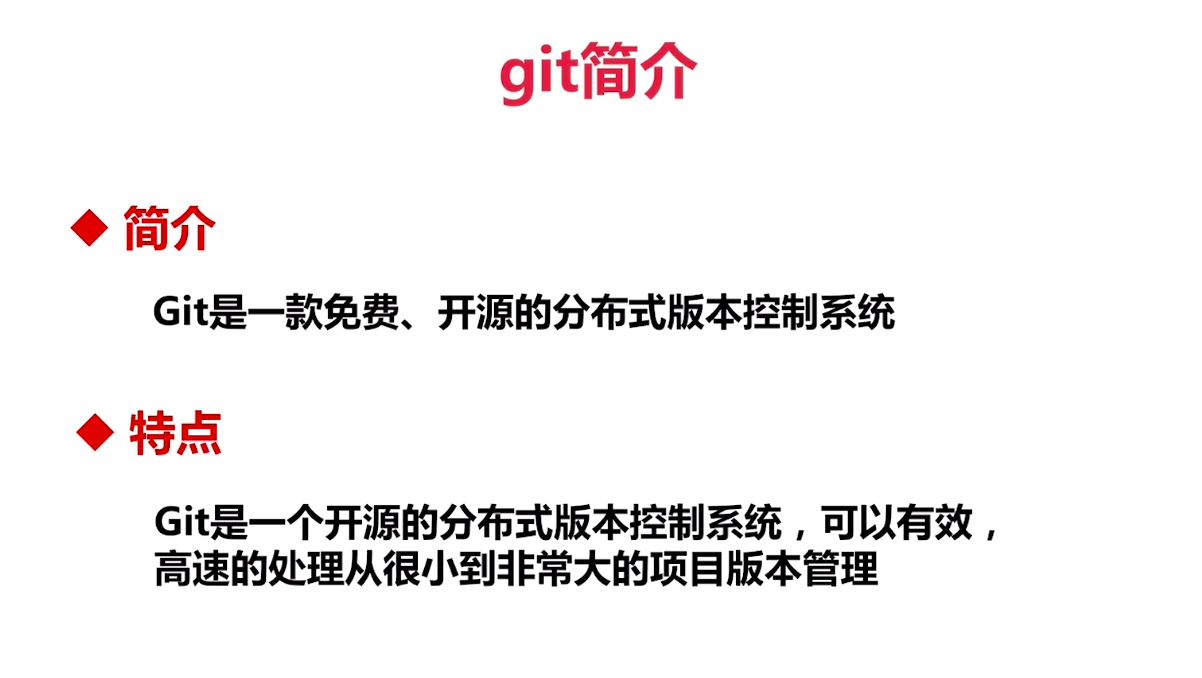 git简介
简介
Git是一款免费、开源的分布式版本控制系统
特点
Git是一个开源的分布式版本控制系统，可以有效，
高速的处理从很小到非常大的项目版本管理